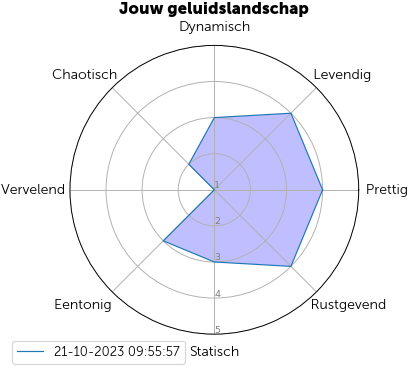 Jouw geluidslandschap
Dynamisch
Chaotisch
Levendig
Vervelend
1
Prettig
2
3
4
Eentonig
Rustgevend
5
21-10-2023 09:55:57
Statisch